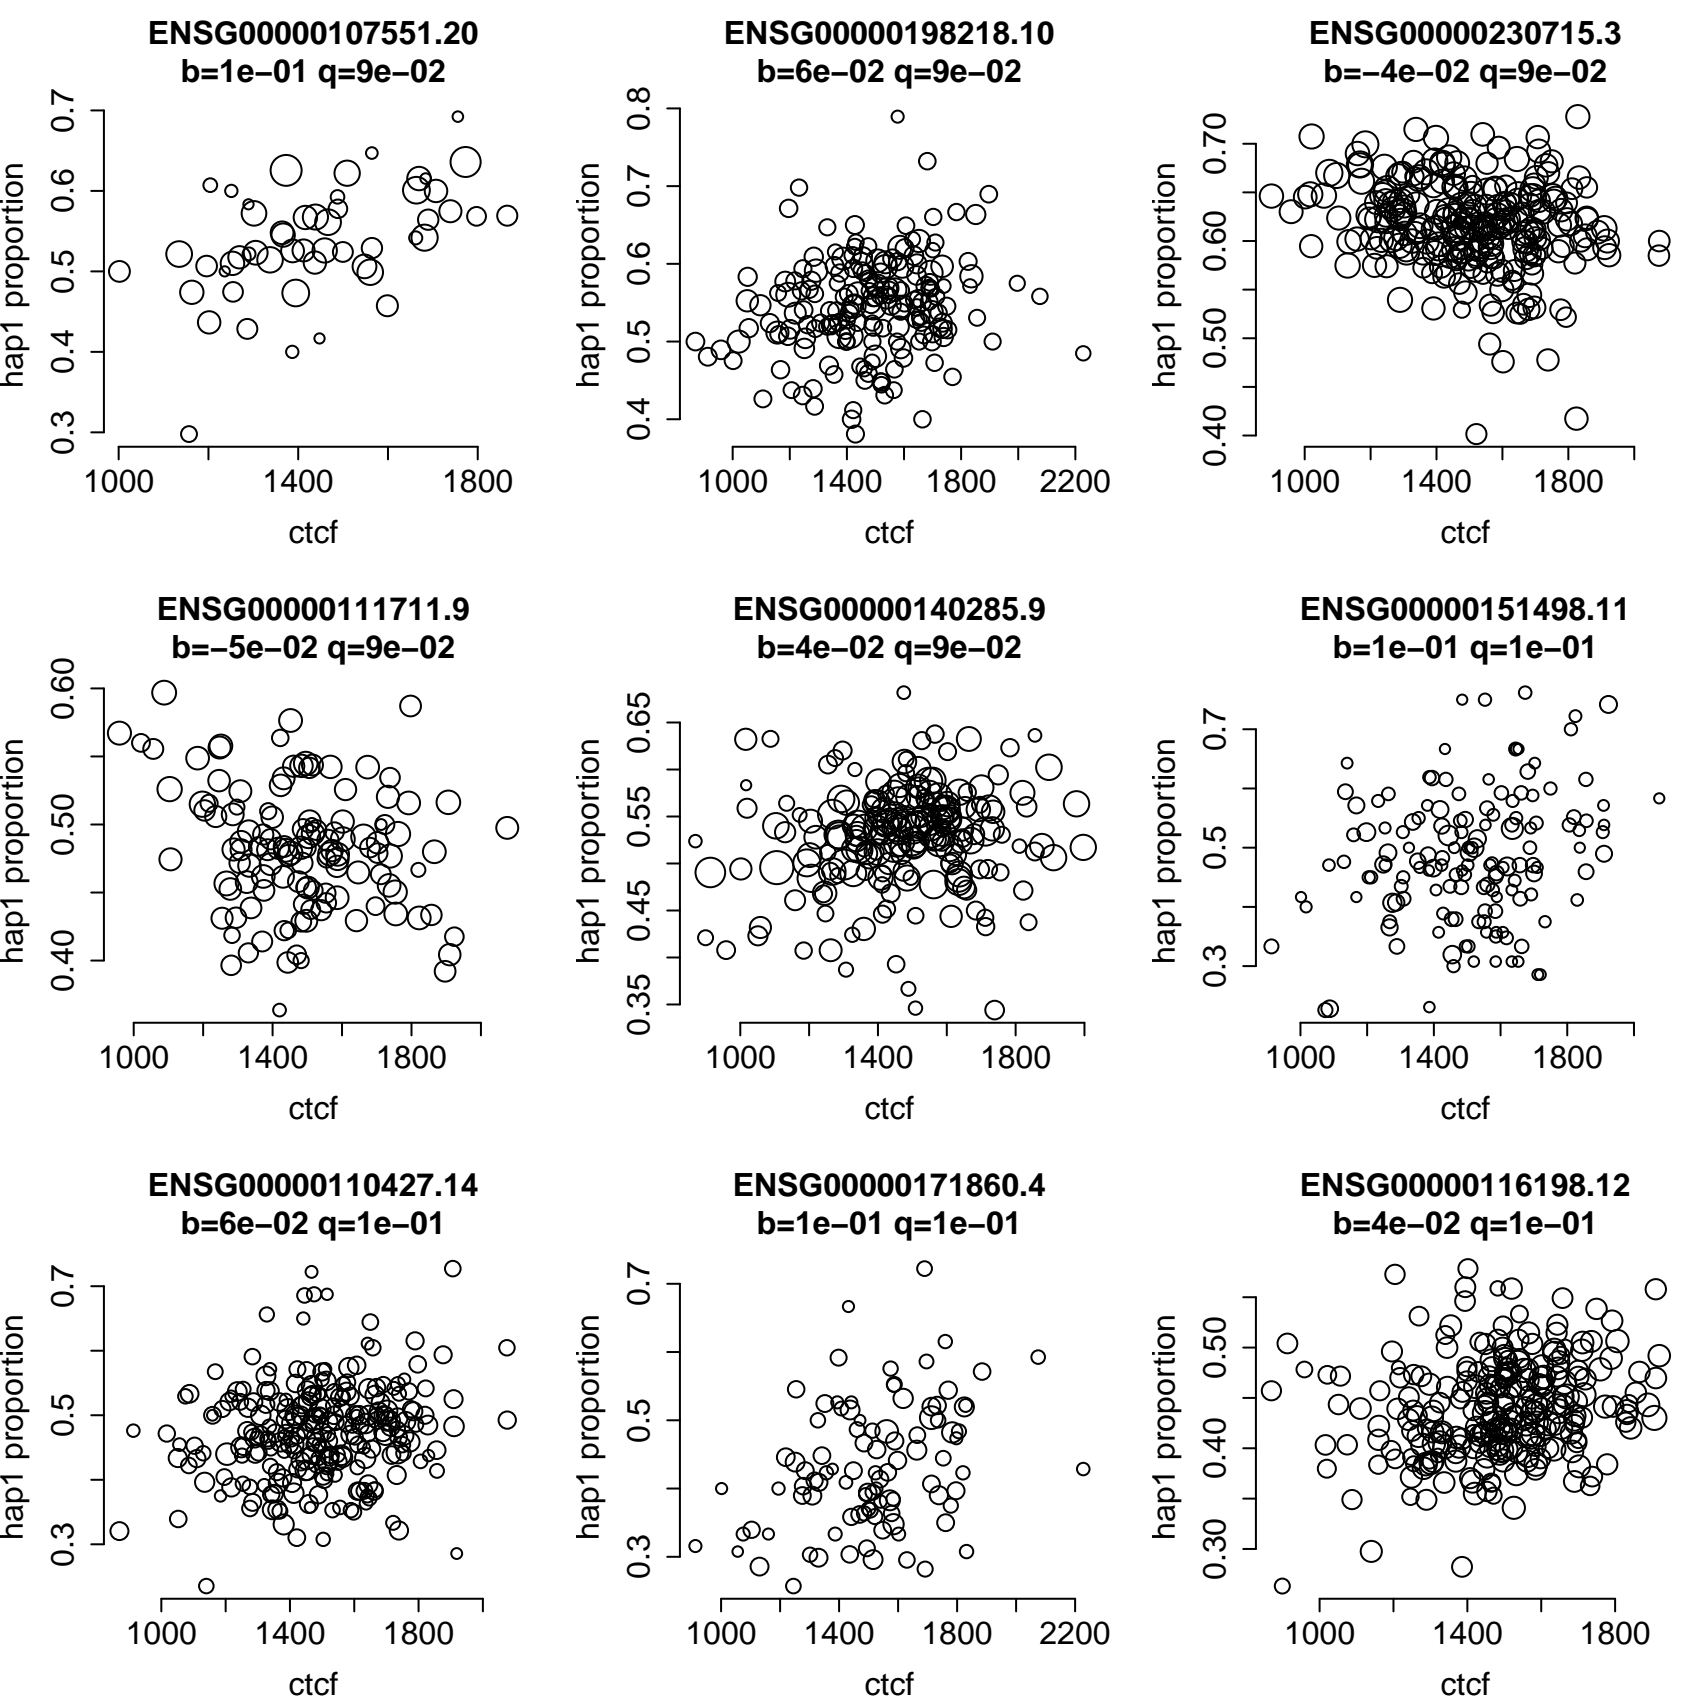 ENSG00000107551.20
b=1e−01 q=9e−02
hap1 proportion
0.7
0.6
0.5
0.4
0.3
1000 1400 1800
ctcf
ENSG00000198218.10
b=6e−02 q=9e−02
hap1 proportion
0.8
0.7
0.6
0.5
0.4
1000 1400 1800 2200
ctcf
ENSG00000230715.3
b=−4e−02 q=9e−02
hap1 proportion
0.70
0.60
0.50
0.40
1000 1400 1800
ctcf
ENSG00000111711.9
b=−5e−02 q=9e−02
hap1 proportion
0.60
0.50
0.40
1000 1400 1800
ctcf
ENSG00000140285.9
b=4e−02 q=9e−02
hap1 proportion
0.65
0.55
0.45
0.35
1000 1400 1800
ctcf
ENSG00000151498.11
b=1e−01 q=1e−01
hap1 proportion
0.7
0.5
0.3
1000 1400 1800
ctcf
ENSG00000110427.14
b=6e−02 q=1e−01
hap1 proportion
0.7
0.5
0.3
1000 1400 1800
ctcf
ENSG00000171860.4
b=1e−01 q=1e−01
hap1 proportion
0.7
0.5
0.3
1000 1400 1800 2200
ctcf
ENSG00000116198.12
b=4e−02 q=1e−01
hap1 proportion
0.50
0.40
0.30
1000 1400 1800
ctcf